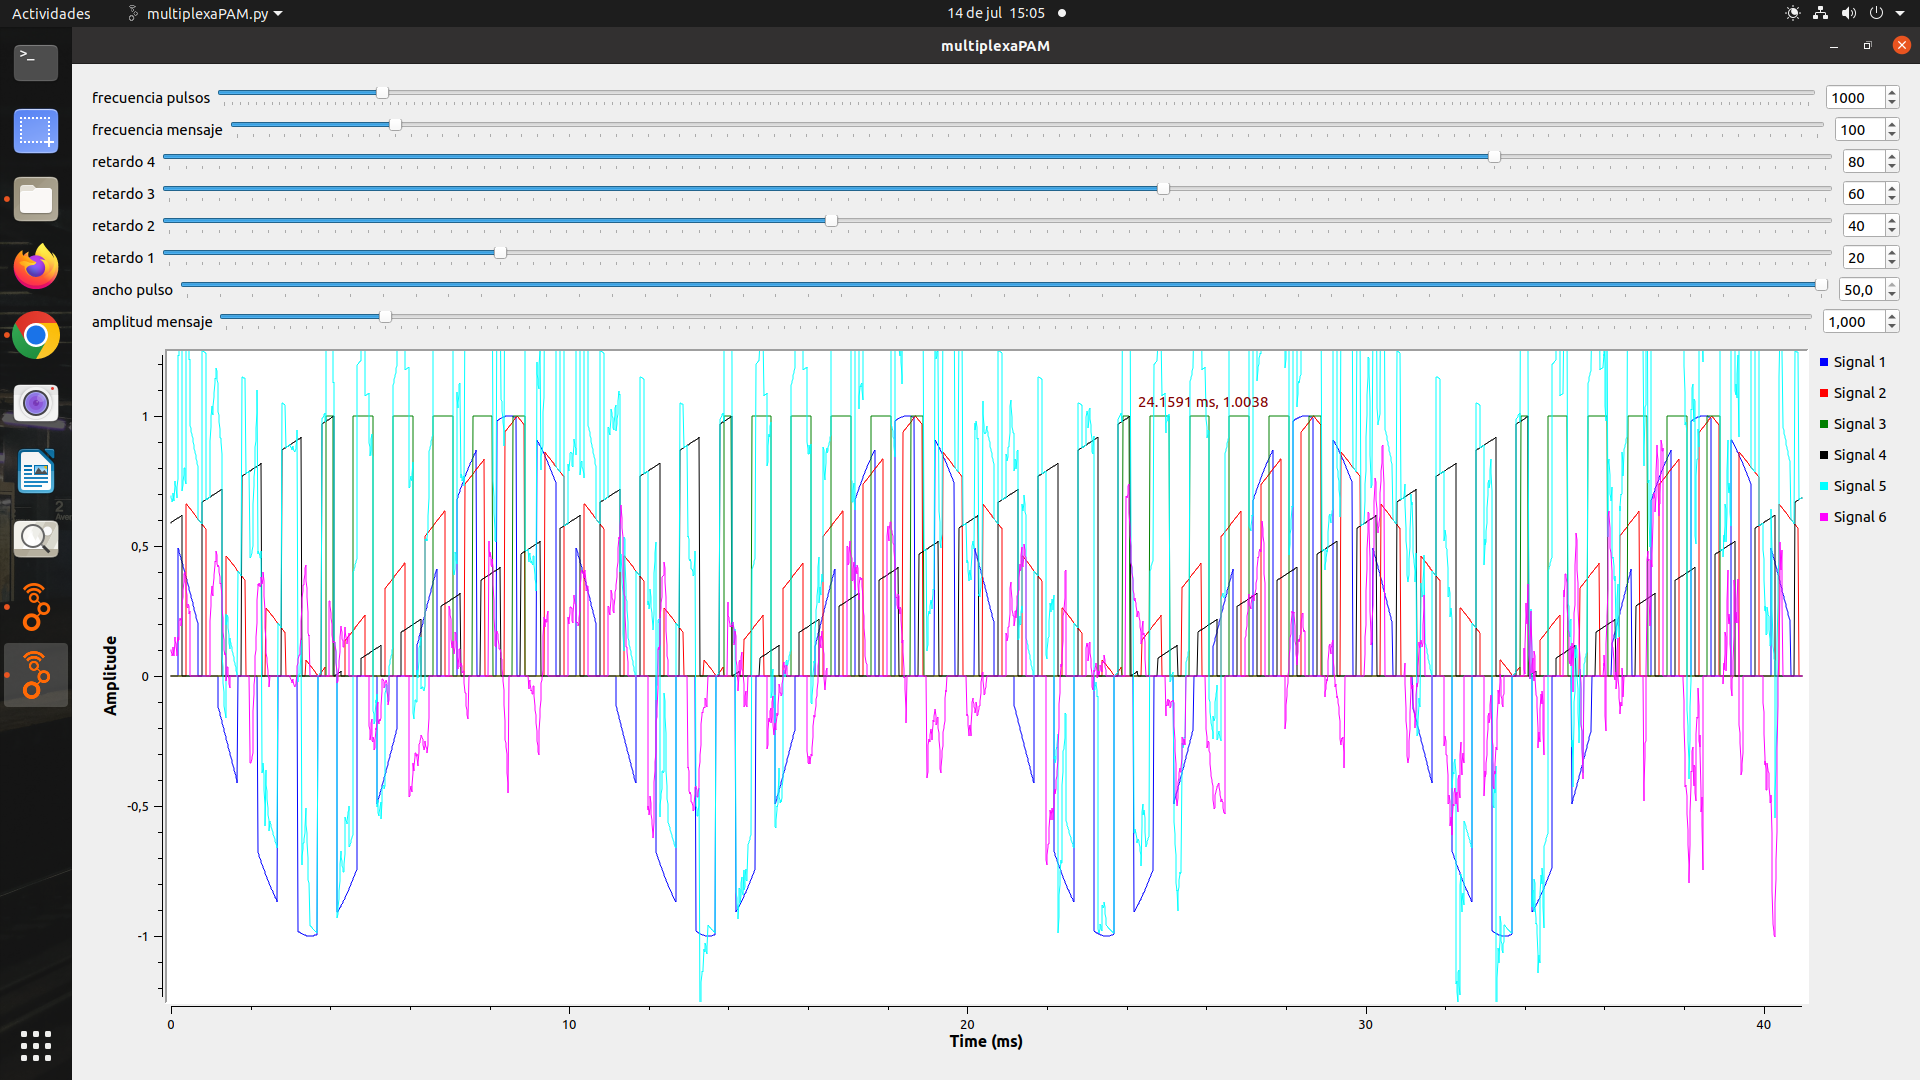 Actividades
multiplexaPAM.py
14 de jul 15:05
multiplexaPAM
frecuencia pulsos
1000
frecuencia mensaje
100
retardo 4
80
retardo 3
60
retardo 2
40
retardo 1
20
ancho pulso
50,0
amplitud mensaje
1,000
Signal 1
Signal 2
Signal 3
Signal 4
Signal 5
Signal 6
24.1591 ms, 1.0038
1
0,5
0
-0,5
-1
Amplitude
0
10
20
30
40
Time (ms)